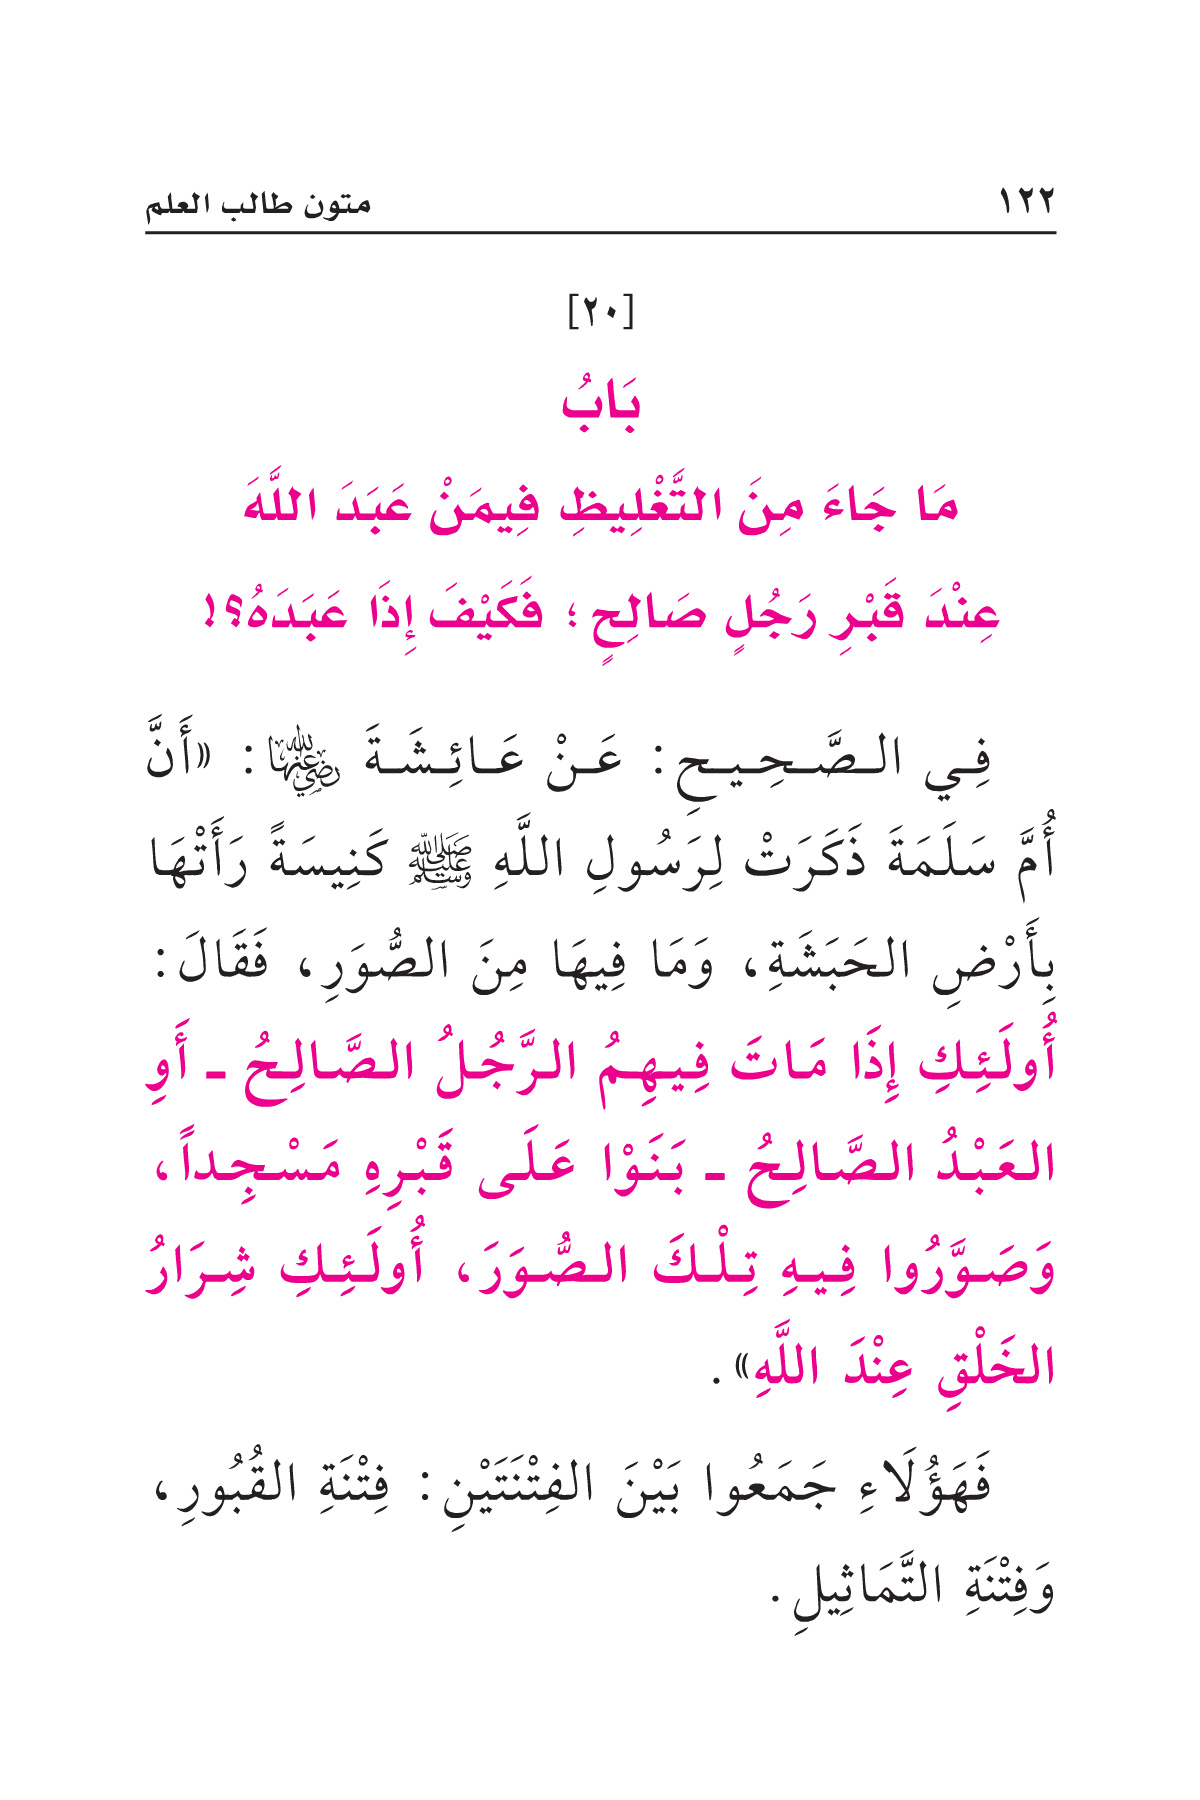 ١٢٢ متون طالب العلم
[٢٠]
بَابُ
مَا جَاءَ مِنَ التَّغْلِيظِ فِيمَنْ عَبَدَ اللَّهَ
عِنْدَ قَبْرِ رَجُلٍ صَالِحٍ؛ فَكَيْفَ إِذَا عَبَدَهُ؟!
فِي الصَّحِيحِ: عَنْ عَائِشَةَ رضي الله عنها: «أَنَّ
أُمَّ سَلَمَةَ ذَكَرَتْ لِرَسُولِ اللَّهِ ﷺ كَنِيسَةً رَأَتْهَا
بِأَرْضِ الحَبَشَةِ، وَمَا فِيهَا مِنَ الصُّوَرِ، فَقَالَ:
أُولَئِكِ إِذَا مَاتَ فِيهِمُ الرَّجُلُ الصَّالِحُ - أَوِ
العَبْدُ الصَّالِحُ - بَنَوْا عَلَى قَبْرِهِ مَسْجِداً،
وَصَوَّرُوا فِيهِ تِلْكَ الصُّوَرَ، أُولَئِكِ شِرَارُ
الخَلْقِ عِنْدَ اللَّهِ».
فَهَؤُلَاءِ جَمَعُوا بَيْنَ الفِتْنَتَيْنِ: فِتْنَةِ القُبُورِ،
وَفِتْنَةِ التَّمَاثِيلِ.